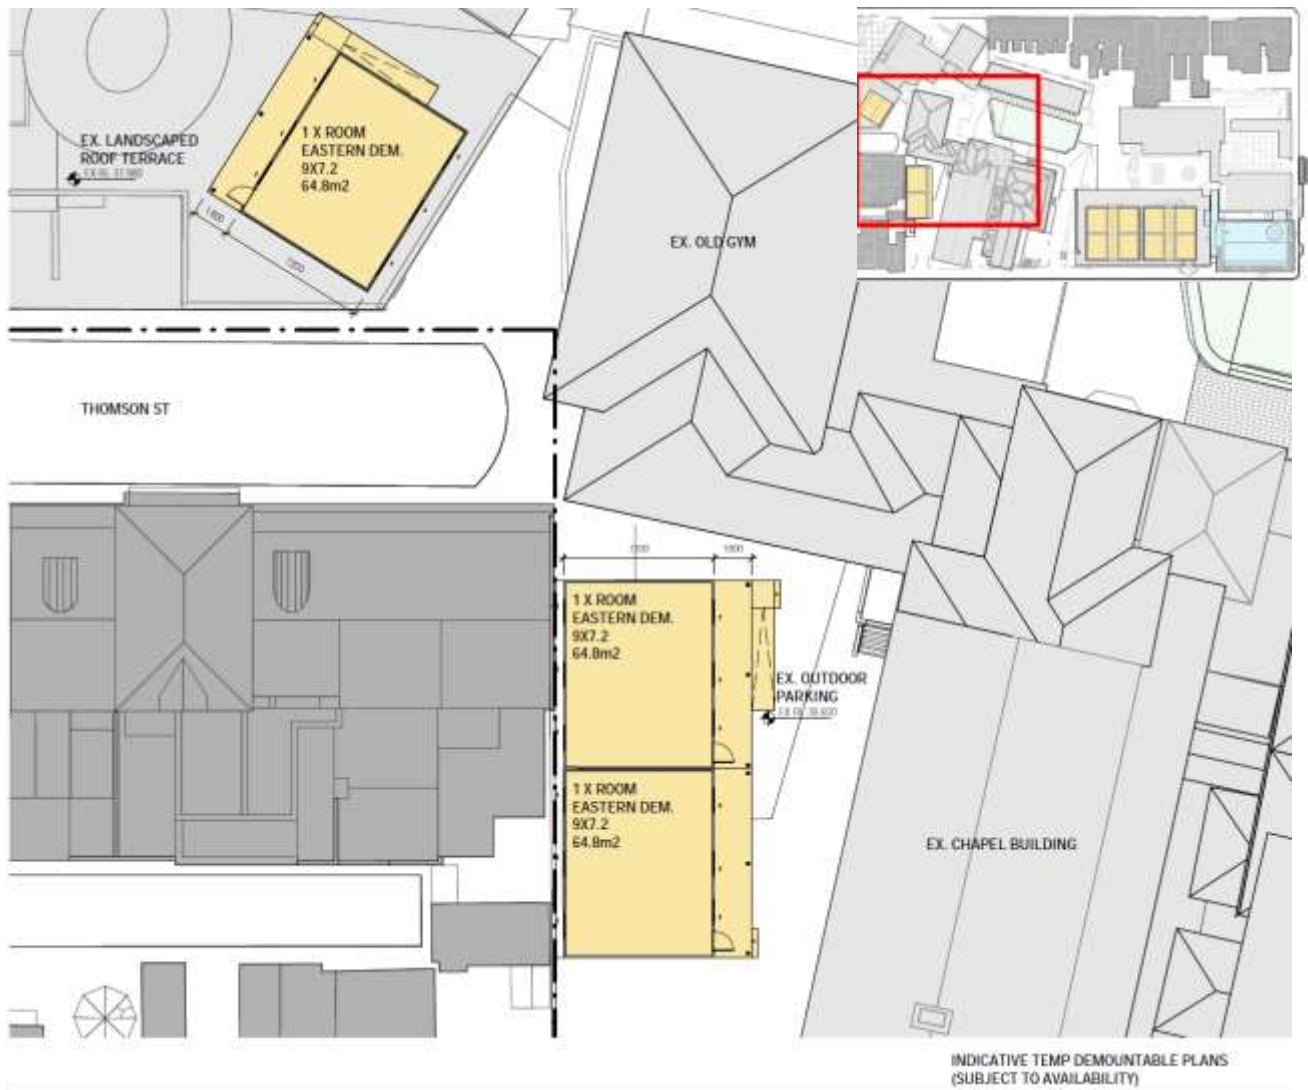 EX. LANDSCAPED
ROOF TERRACE
1 X ROOM
EASTERN DEM.
9X7.2
64.8m2
1800
7200
EX. OLD GYM
THOMSON ST
7200
1800
1 X ROOM
EASTERN DEM.
9X7.2
64.8m2
EX. OUTDOOR
PARKING
1 X ROOM
EASTERN DEM.
9X7.2
64.8m2
EX. CHAPEL BUILDING
INDICATIVE TEMP DEMOUNTABLE PLANS
(SUBJECT TO AVAILABILITY)